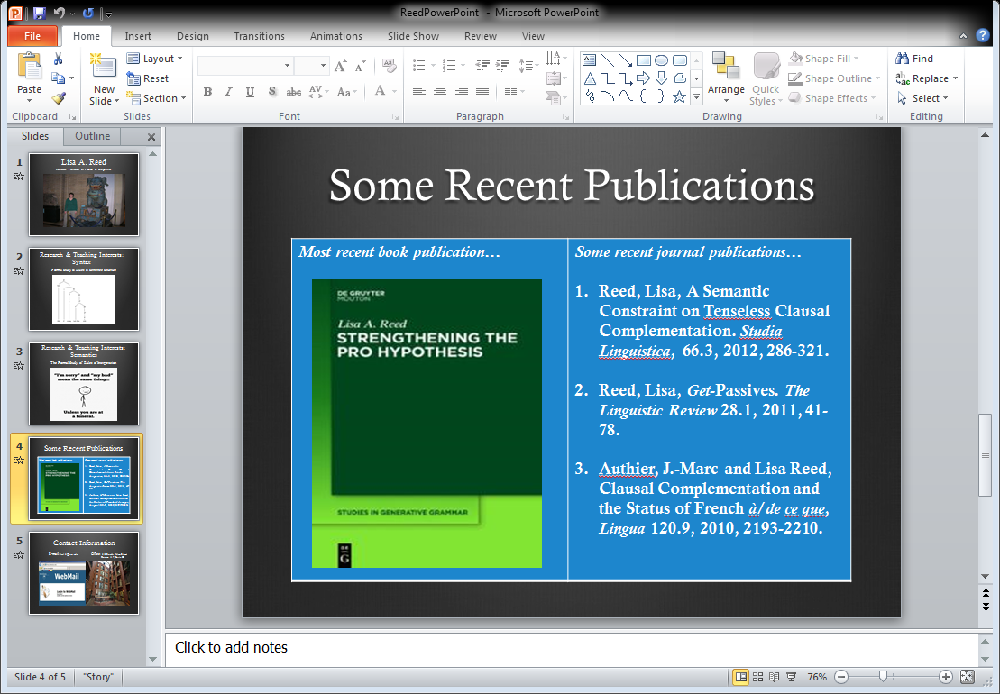 ReedPowerPoint - Microsoft PowerPoint
File Home Insert Design Transitions Animations Slide Show Review View
Paste
New
Slide
Layout
Reset
Section
B I U S abc AV Aa A
Arrange
Quick
Styles
Shape Fill
Shape Outline
Shape Effects
Find
Replace
Select
Clipboard Slides Font Paragraph Drawing Editing
Slides Outline
1
Lisa A. Reed
2
Research & Teaching Interests:
Syntax
3
Research & Teaching Interests:
Semantics
"I'm sorry" and "my bad"
mean the same thing...
Unless you are at
a funeral.
4
Some Recent Publications
5
Contact Information
WebMail
Some Recent Publications
Most recent book publication…
DE GRUYTER
MOUTON
Lisa A. Reed
STRENGTHENING THE
PRO HYPOTHESIS
STUDIES IN GENERATIVE GRAMMAR
DE
G
Some recent journal publications…
1. Reed, Lisa, A Semantic
Constraint on Tenseless Clausal
Complementation. Studia
Linguistica, 66.3, 2012, 286-321.
2. Reed, Lisa, Get-Passives. The
Linguistic Review 28.1, 2011, 41-
78.
3. Authier, J.-Marc and Lisa Reed,
Clausal Complementation and
the Status of French à/ de ce que,
Lingua 120.9, 2010, 2193-2210.
Click to add notes
Slide 4 of 5 "Story" 76%